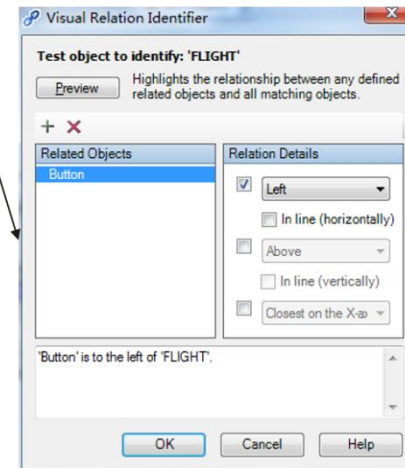 Visual Relation Identifier
Test object to identify: 'FLIGHT'
Preview
Highlights the relationship between any defined
related objects and all matching objects.
Related Objects
Button
Relation Details
Left
In line (horizontally)
Above
In line (vertically)
Closest on the X-
'Button' is to the left of 'FLIGHT'.
OK
Cancel
Help